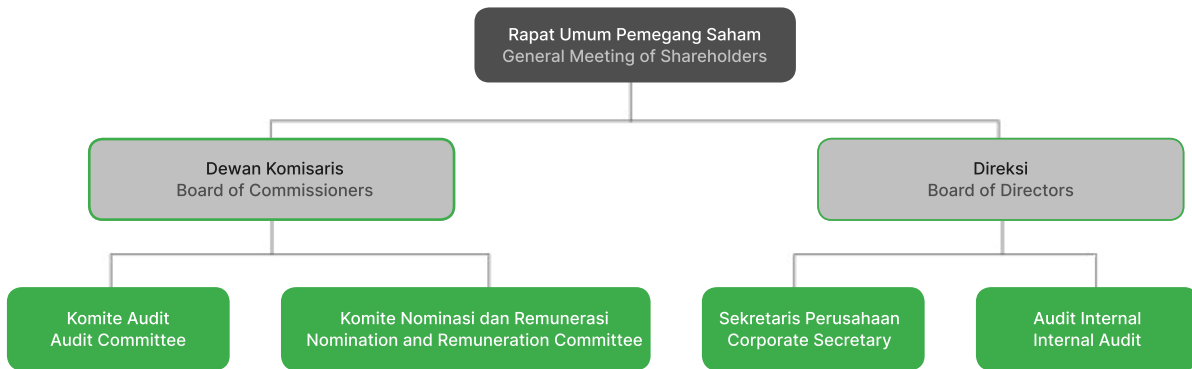 Rapat Umum Pemegang Saham
General Meeting of Shareholders
Dewan Komisaris
Board of Commissioners
Direksi
Board of Directors
Komite Audit
Audit Committee
Komite Nominasi dan Remunerasi
Nomination and Remuneration Committee
Sekretaris Perusahaan
Corporate Secretary
Audit Internal
Internal Audit